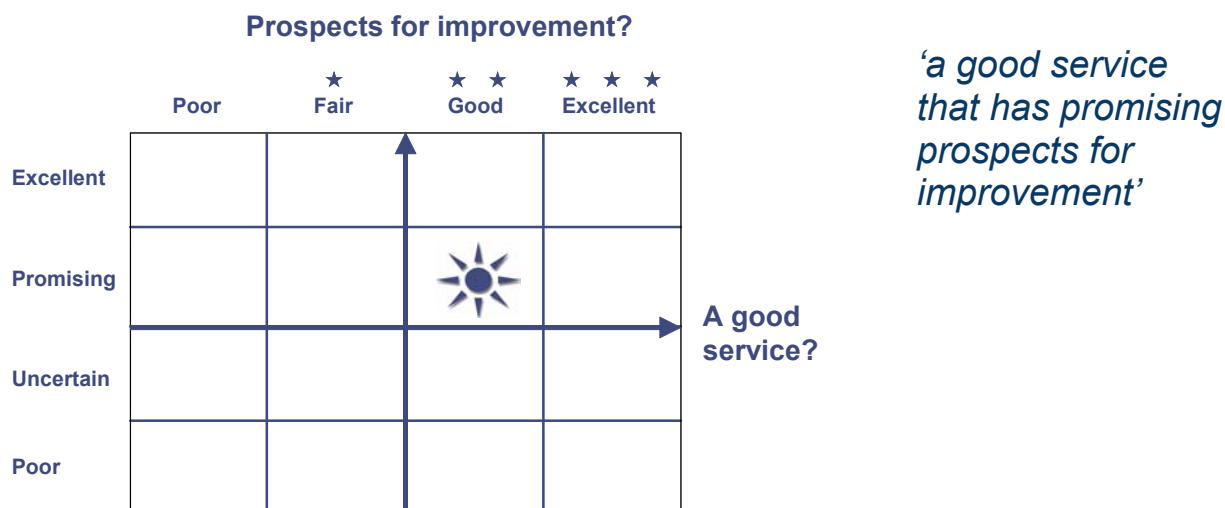 Prospects for improvement?
★ ★ ★ ★ ★ ★
Poor Fair Good Excellent
Excellent
Promising
A good
service?
Uncertain
Poor
‘a good service
that has promising
prospects for
improvement’